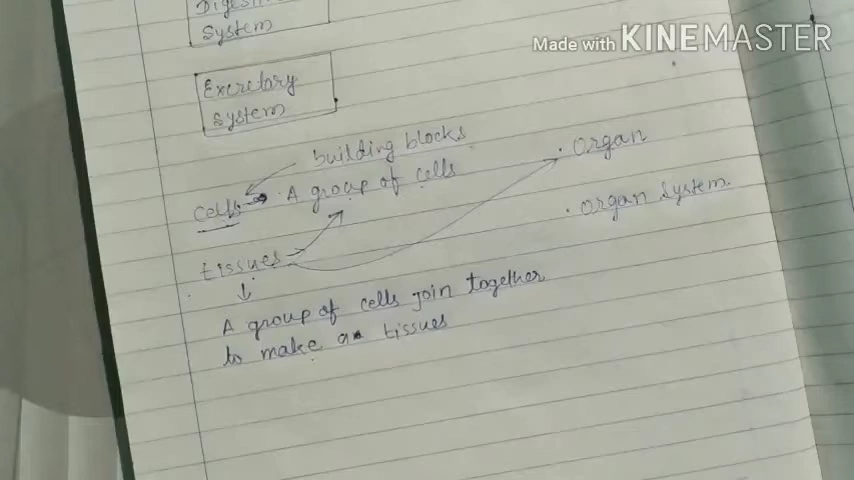 Made with KINEMASTER
System
Excretary
System
building blocks
cells A group of cells
• Organ
• Organ System
tissues
A group of cells join together
to make a tissues